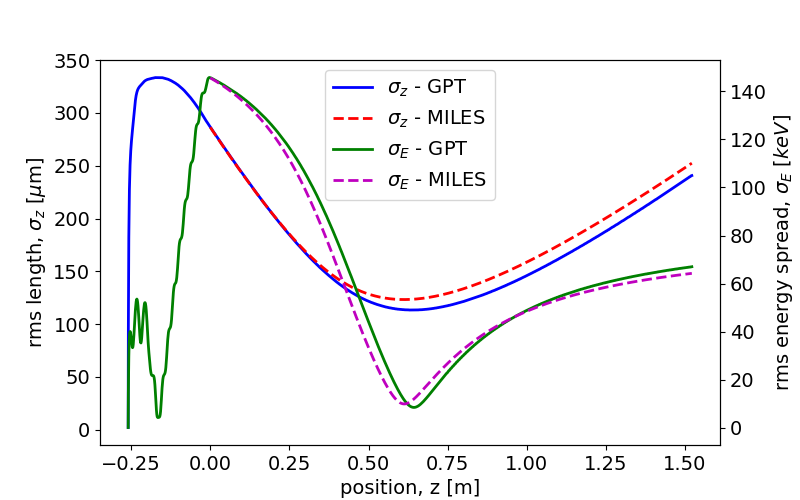 350
300
250
200
150
100
50
0
rms length, σz [μm]
σz - GPT
σz - MILES
σE - GPT
σE - MILES
140
120
100
80
60
40
20
0
rms energy spread, σE [keV]
−0.25 0.00 0.25 0.50 0.75 1.00 1.25 1.50
position, z [m]